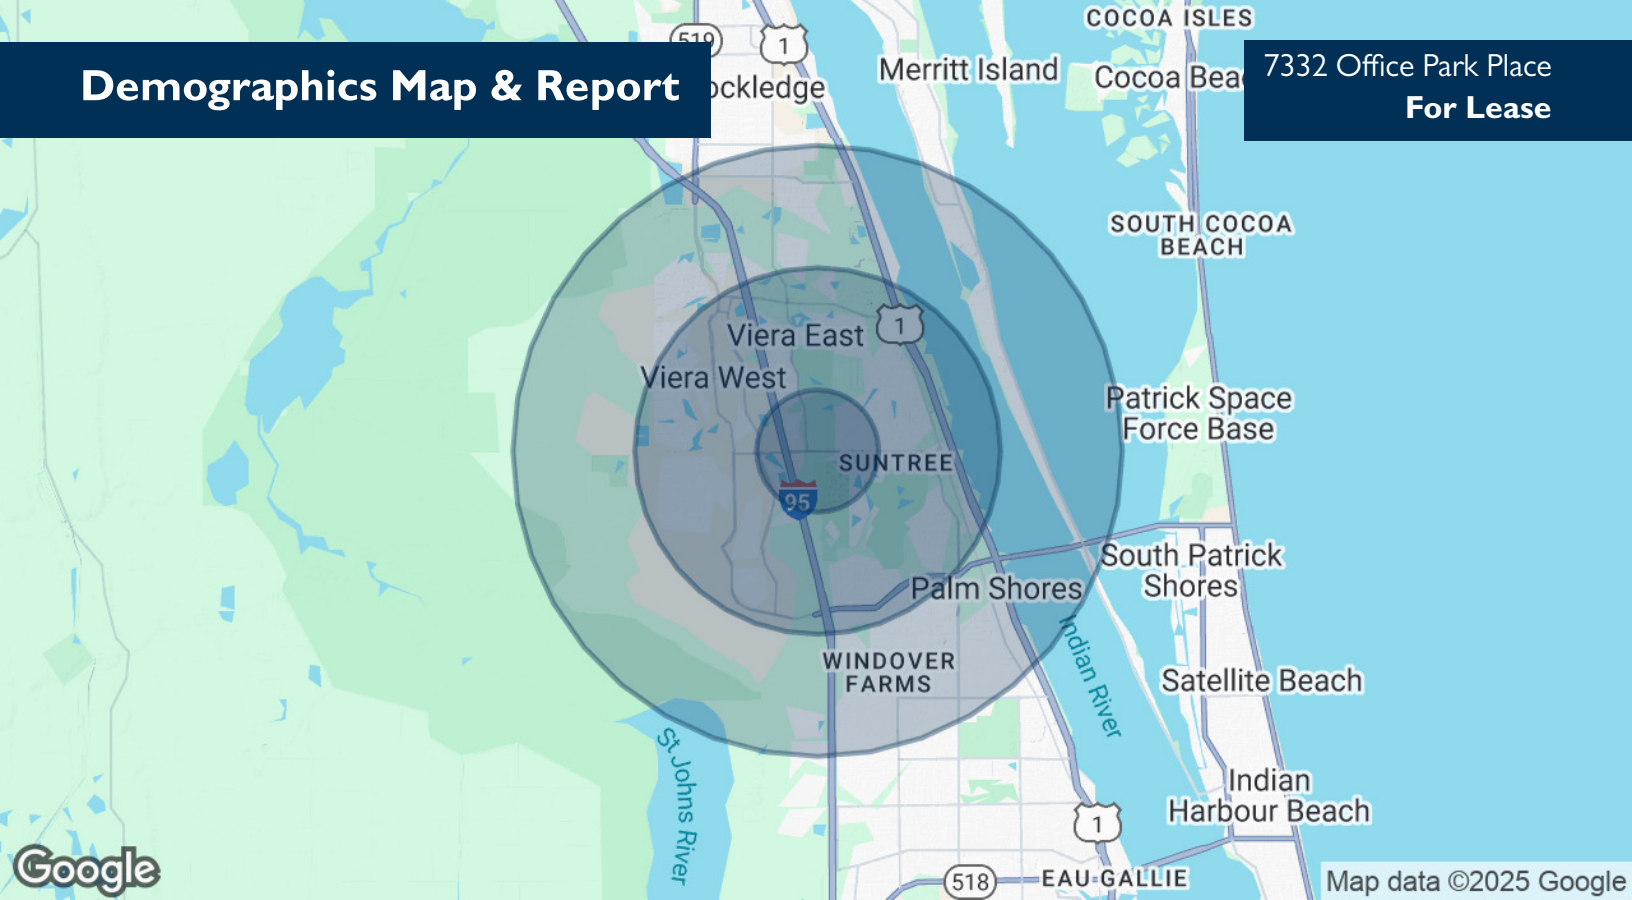 COCOA ISLES
519
1
Demographics Map & Report
ockledge
Merritt Island
Cocoa Bea
7332 Office Park Place
For Lease
SOUTH COCOA
BEACH
Viera East
1
Viera West
Patrick Space
Force Base
SUNTREE
95
South Patrick
Shores
Palm Shores
Indian River
WINDOVER
FARMS
Satellite Beach
St Johns River
Indian
Harbour Beach
1
518
EAU GALLIE
Google
Map data ©2025 Google